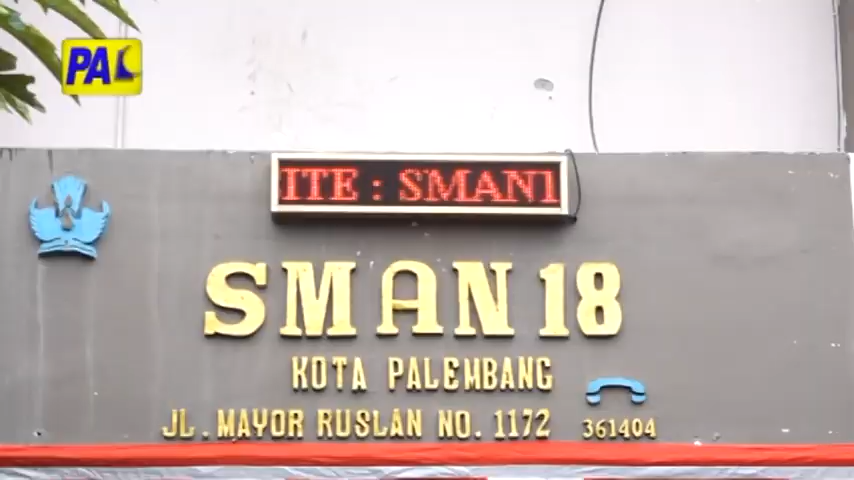 PAL
ITE : SMAN1
SMAN 18
KOTA PALEMBANG
JL. MAYOR RUSLAN NO. 1172
361404